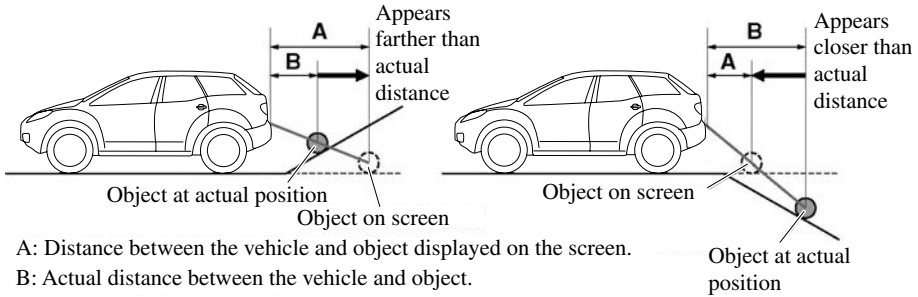 A
Appears
farther than
actual
distance
B
Object at actual position
Object on screen
B
Appears
closer than
actual
distance
A
Object on screen
Object at actual
position
A: Distance between the vehicle and object displayed on the screen.
B: Actual distance between the vehicle and object.